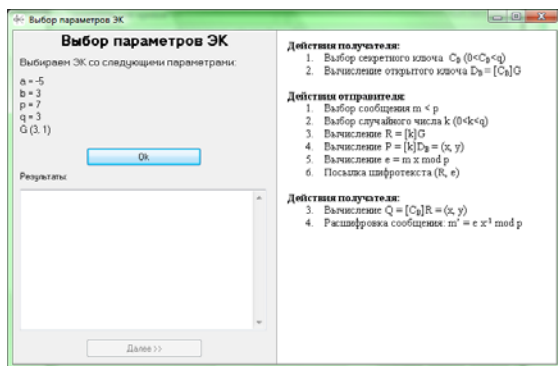 Выбор параметров ЭК
Выбор параметров ЭК
Выбираем ЭК со следующими параметрами:
a = -5
b = 3
p = 7
q = 3
G (3, 1)
Ok
Результаты:
Далее >>
Действия получателя:
1. Выбор секретного ключа C_B (0<C_B<q)
2. Вычисление открытого ключа D_B = [C_B]G
Действия отправителя:
1. Выбор сообщения m < p
2. Выбор случайного числа k (0<k<q)
3. Вычисление R = [k]G
4. Вычисление P = [k]D_B = (x, y)
5. Вычисление e = m x mod p
6. Посылка шифротекста (R, e)
Действия получателя:
3. Вычисление Q = [C_B]R = (x, y)
4. Расшифровка сообщения: m' = e x⁻¹ mod p